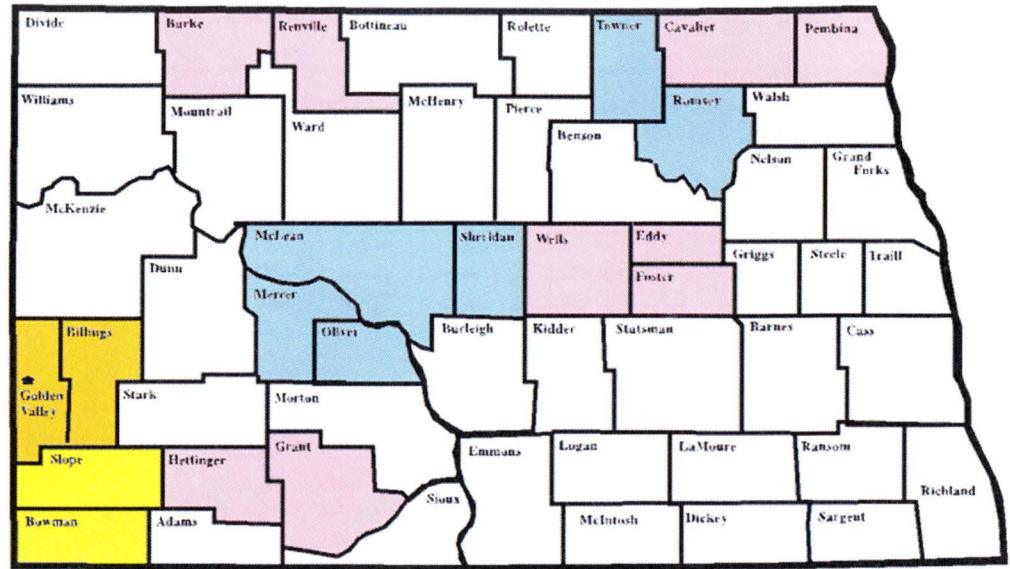 Divide
Burke
Renville
Bottineau
Rolette
Towner
Cavalier
Pembina
Williams
Mountrail
Ward
McHenry
Pierce
Benson
Ramsey
Walsh
Nelson
Grand
Forks
McKenzie
Dunn
McLean
Sheridan
Wells
Eddy
Foster
Griggs
Steele
Traill
Mercer
Oliver
Burleigh
Kidder
Stutsman
Barnes
Cass
Billings
Golden
Valley
Stark
Morton
Slope
Hettinger
Grant
Sioux
Emmons
Logan
LaMoure
Ransom
Richland
Bowman
Adams
McIntosh
Dickey
Sargent